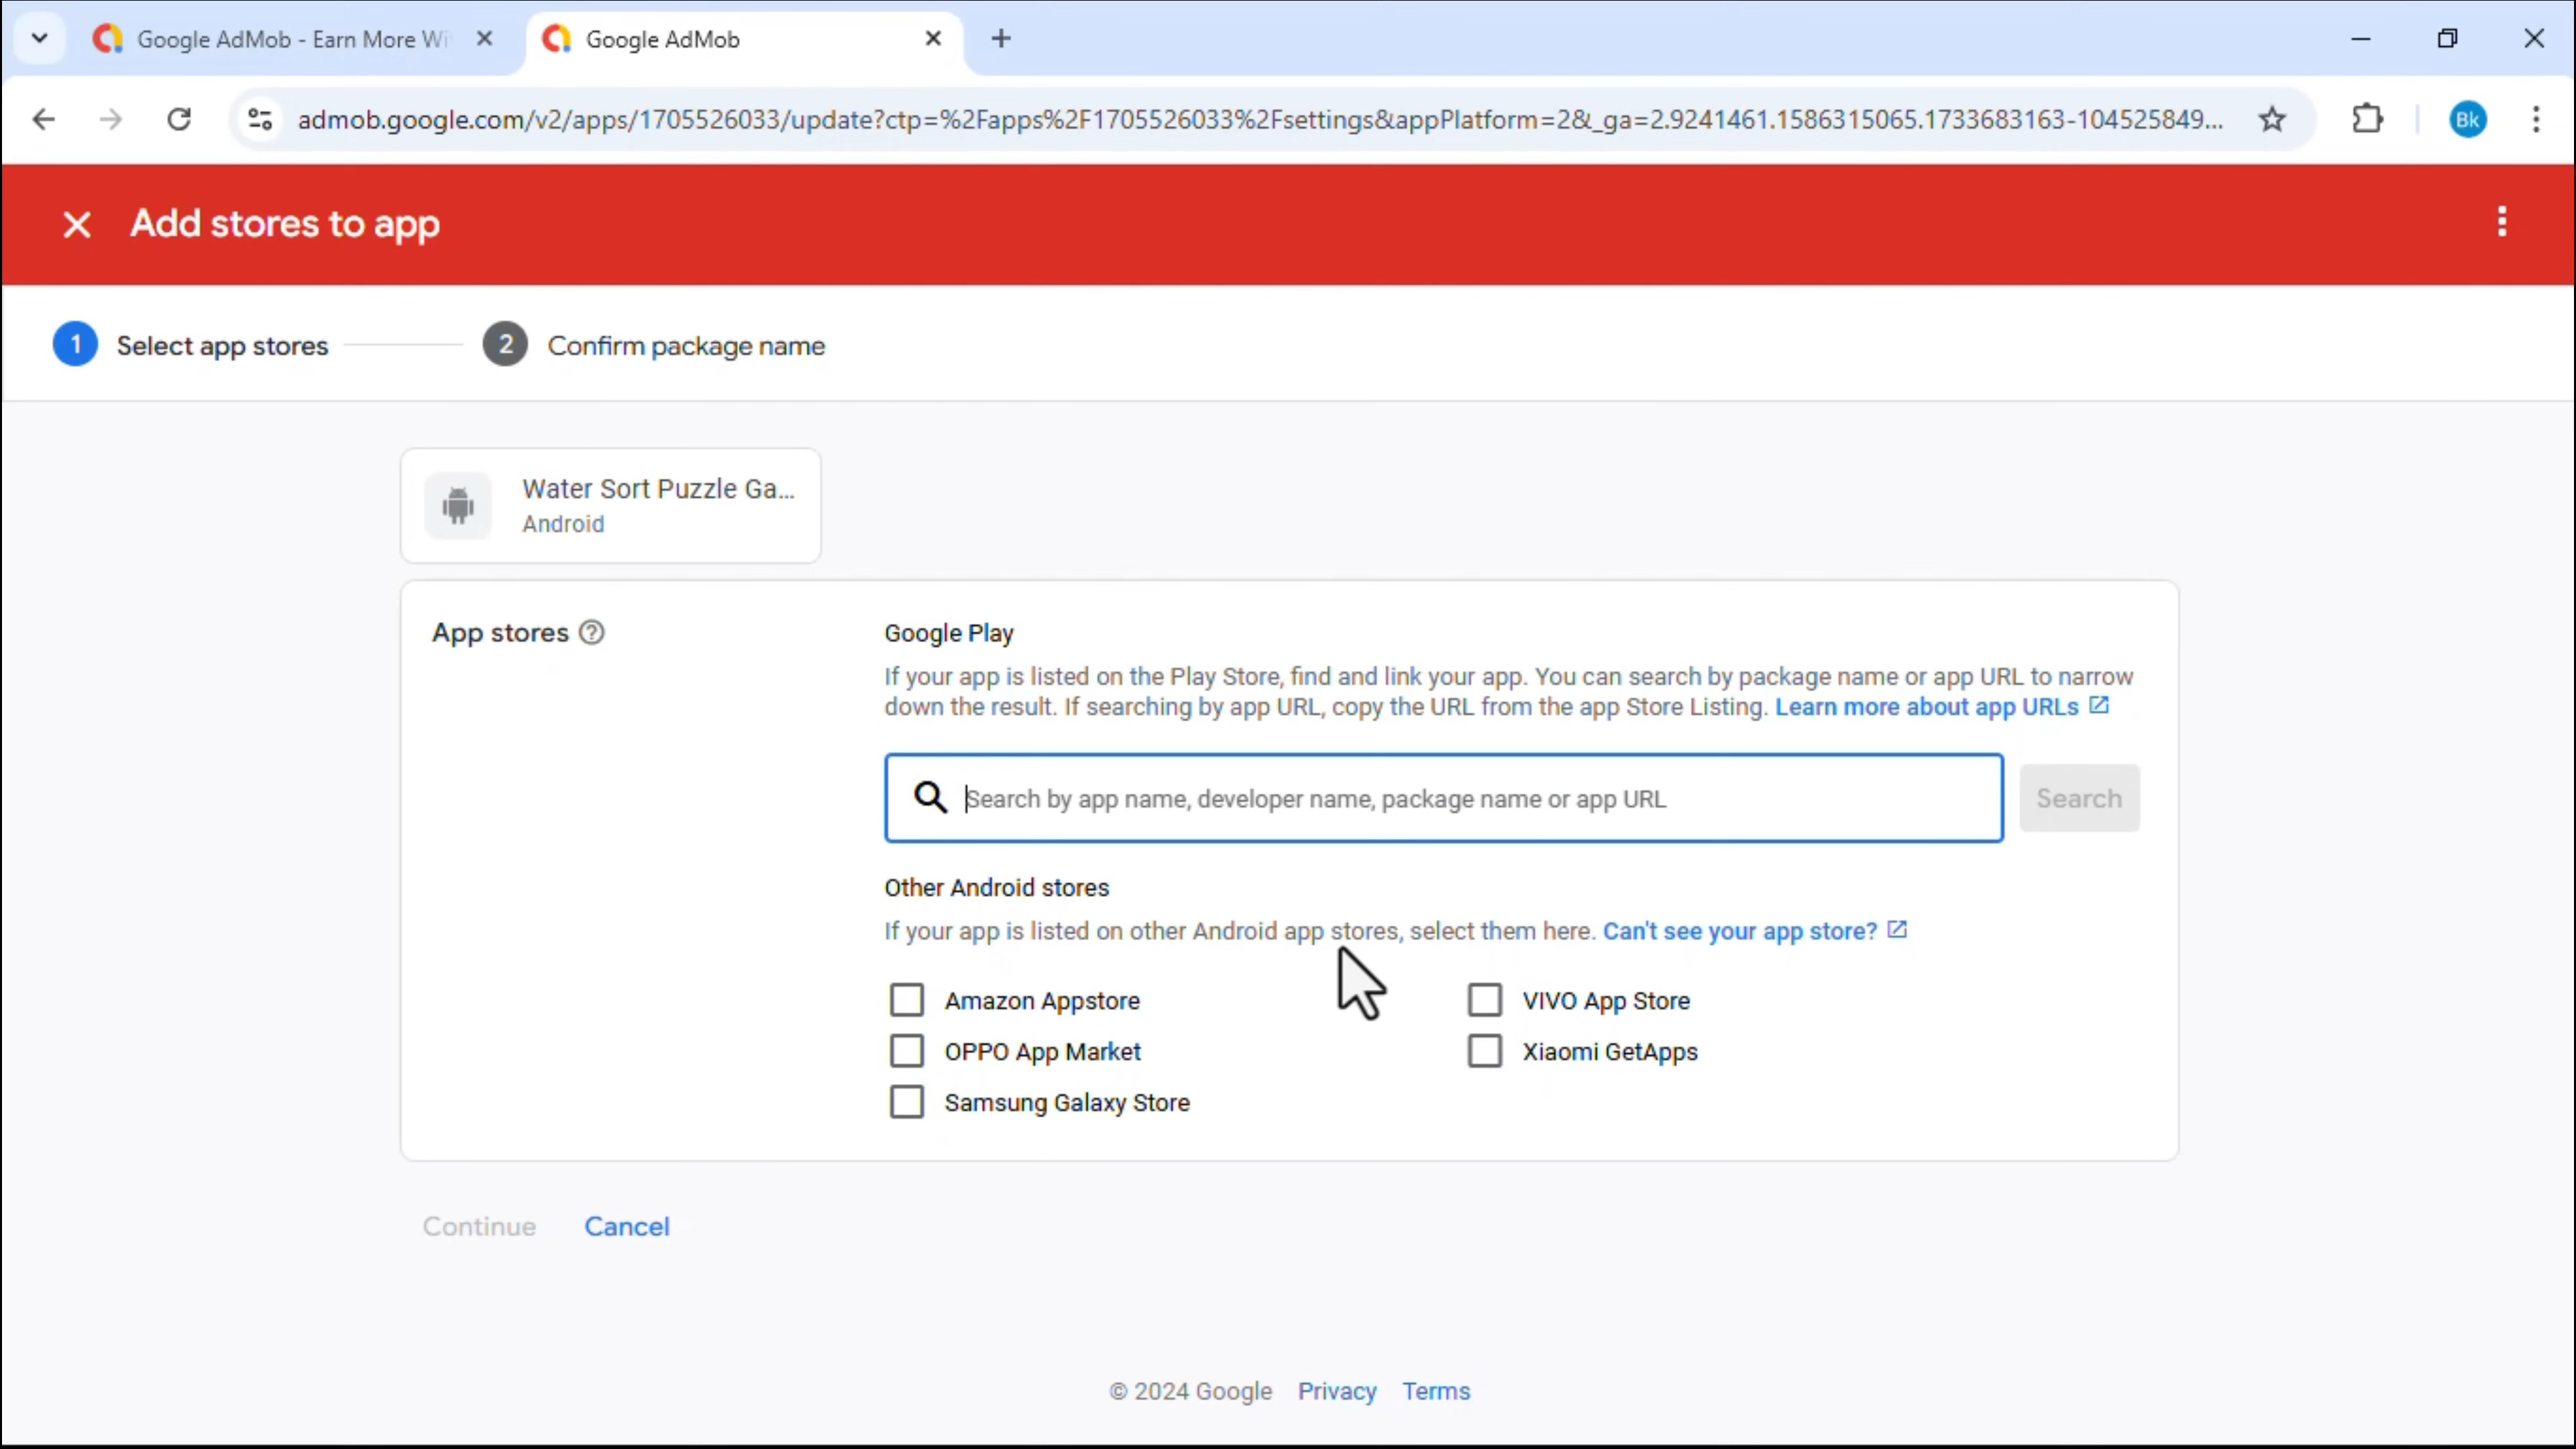 Google AdMob - Earn More Wi
Google AdMob
admob.google.com/v2/apps/1705526033/update?ctp=%2Fapps%2F1705526033%2Fsettings&appPlatform=2&_ga=2.9241461.1586315065.1733683163-104525849...
Bk
Add stores to app
1 Select app stores
2 Confirm package name
Water Sort Puzzle Ga...
Android
App stores
Google Play
If your app is listed on the Play Store, find and link your app. You can search by package name or app URL to narrow
down the result. If searching by app URL, copy the URL from the app Store Listing. Learn more about app URLs
Search by app name, developer name, package name or app URL
Search
Other Android stores
If your app is listed on other Android app stores, select them here. Can't see your app store?
Amazon Appstore
VIVO App Store
OPPO App Market
Xiaomi GetApps
Samsung Galaxy Store
Continue
Cancel
© 2024 Google Privacy Terms